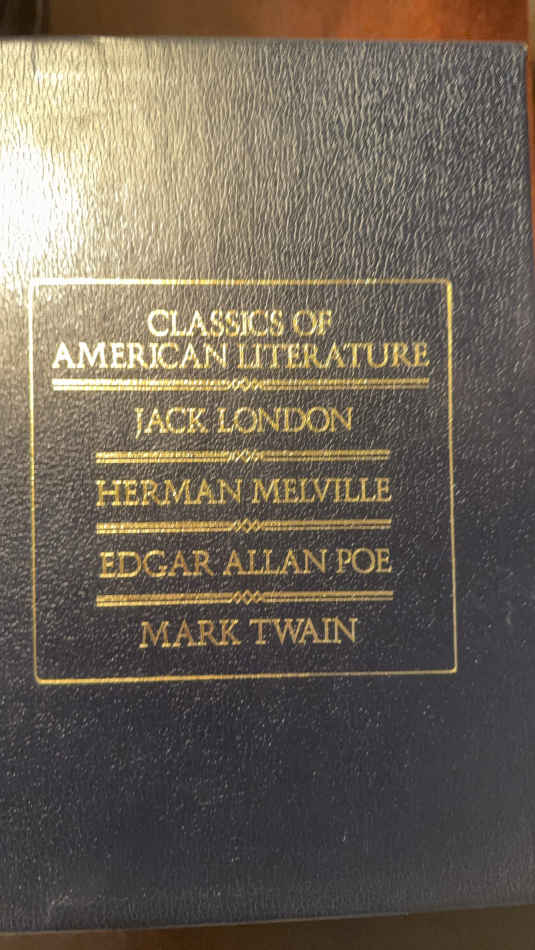 CLASSICS OF
AMERICAN LITERATURE
JACK LONDON
HERMAN MELVILLE
EDGAR ALLAN POE
MARK TWAIN